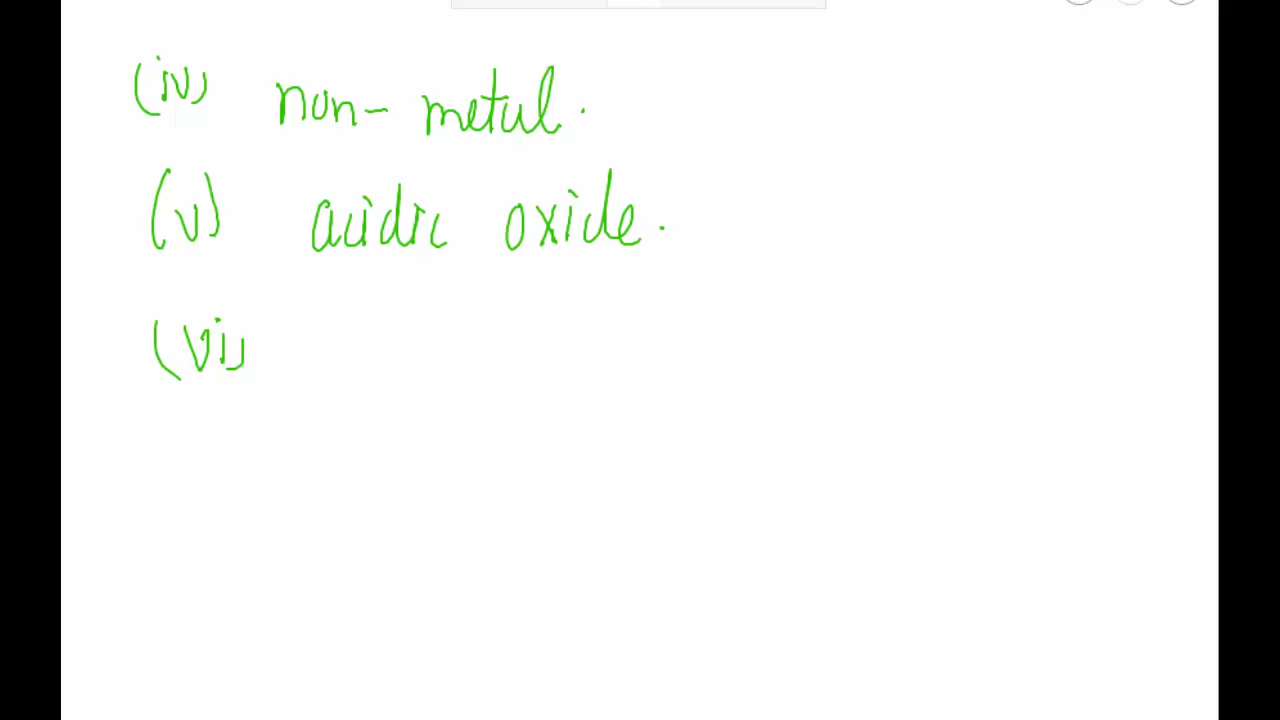 (iv) non-metal.
(v) acidic oxide.
(vi)